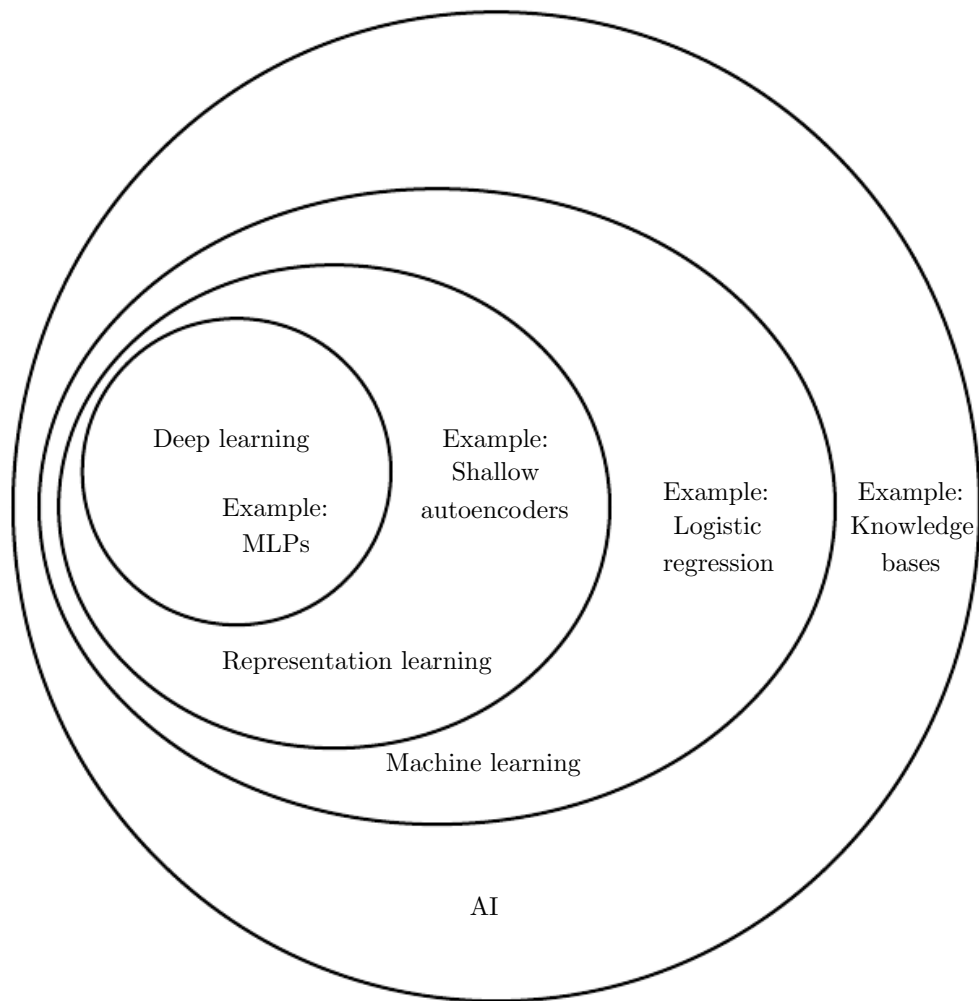 Deep learning
Example:
MLPs
Example:
Shallow
autoencoders
Example:
Logistic
regression
Example:
Knowledge
bases
Representation learning
Machine learning
AI